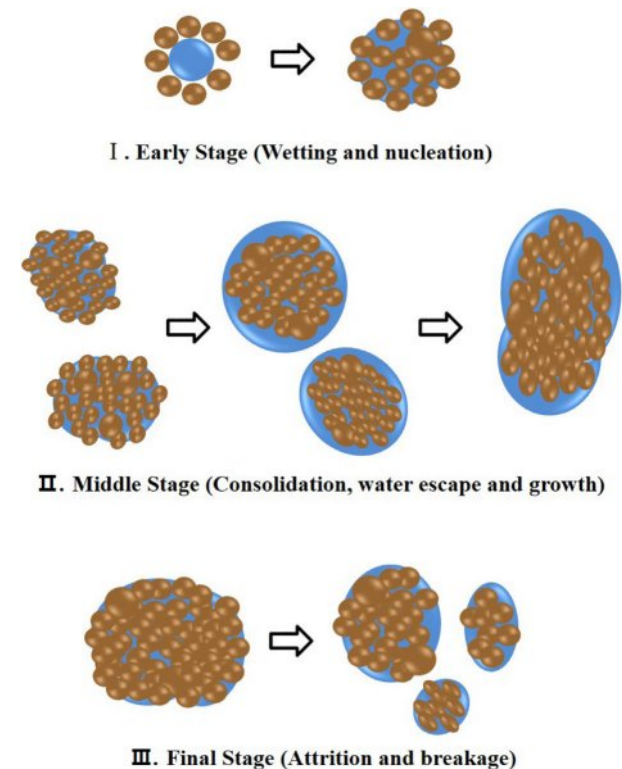 Ⅰ. Early Stage (Wetting and nucleation)
Ⅱ. Middle Stage (Consolidation, water escape and growth)
Ⅲ. Final Stage (Attrition and breakage)